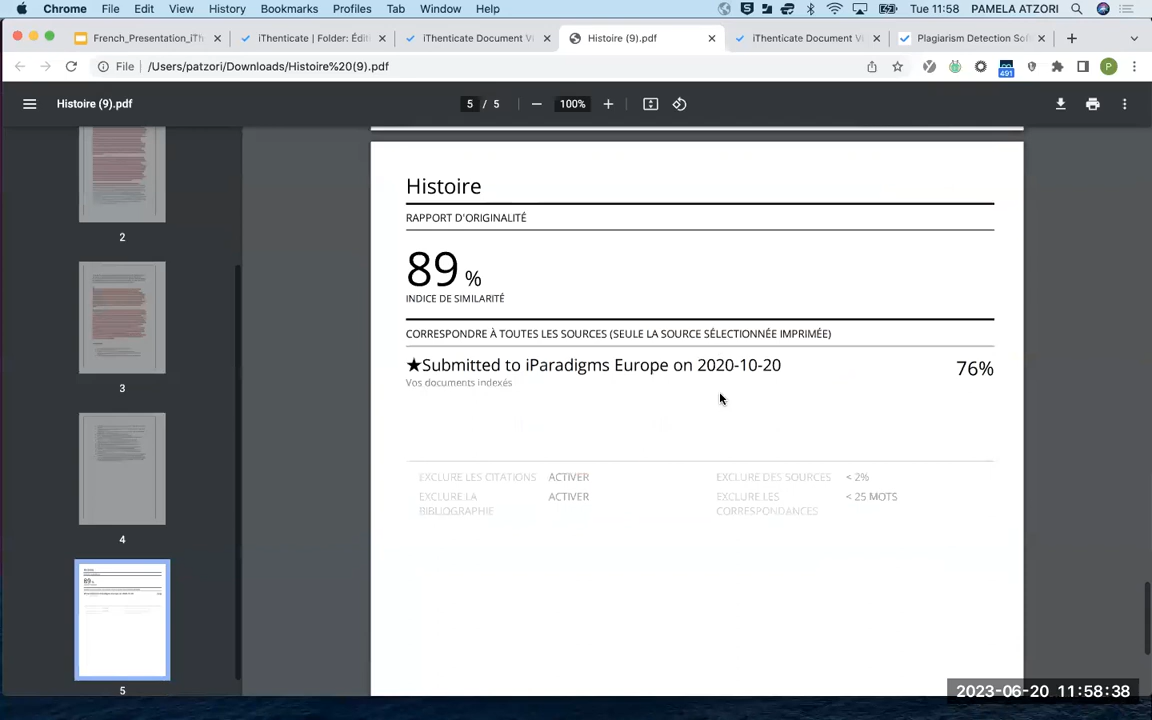 Chrome File Edit View History Bookmarks Profiles Tab Window Help Tue 11:58 PAMELA ATZORI
French_Presentation_iTh iThenticate | Folder: Édit iThenticate Document Vi Histoire (9).pdf iThenticate Document Vi Plagiarism Detection Sof
File /Users/patzori/Downloads/Histoire%20(9).pdf
491
P
Histoire (9).pdf 5 / 5 100%
2
3
4
5
Histoire
RAPPORT D'ORIGINALITÉ
89 %
INDICE DE SIMILARITÉ
CORRESPONDRE À TOUTES LES SOURCES (SEULE LA SOURCE SÉLECTIONNÉE IMPRIMÉE)
★Submitted to iParadigms Europe on 2020-10-20 76%
Vos documents indexés
EXCLURE LES CITATIONS ACTIVER EXCLURE DES SOURCES < 2%
EXCLURE LA ACTIVER EXCLURE LES < 25 MOTS
BIBLIOGRAPHIE CORRESPONDANCES
2023-06-20 11:58:38